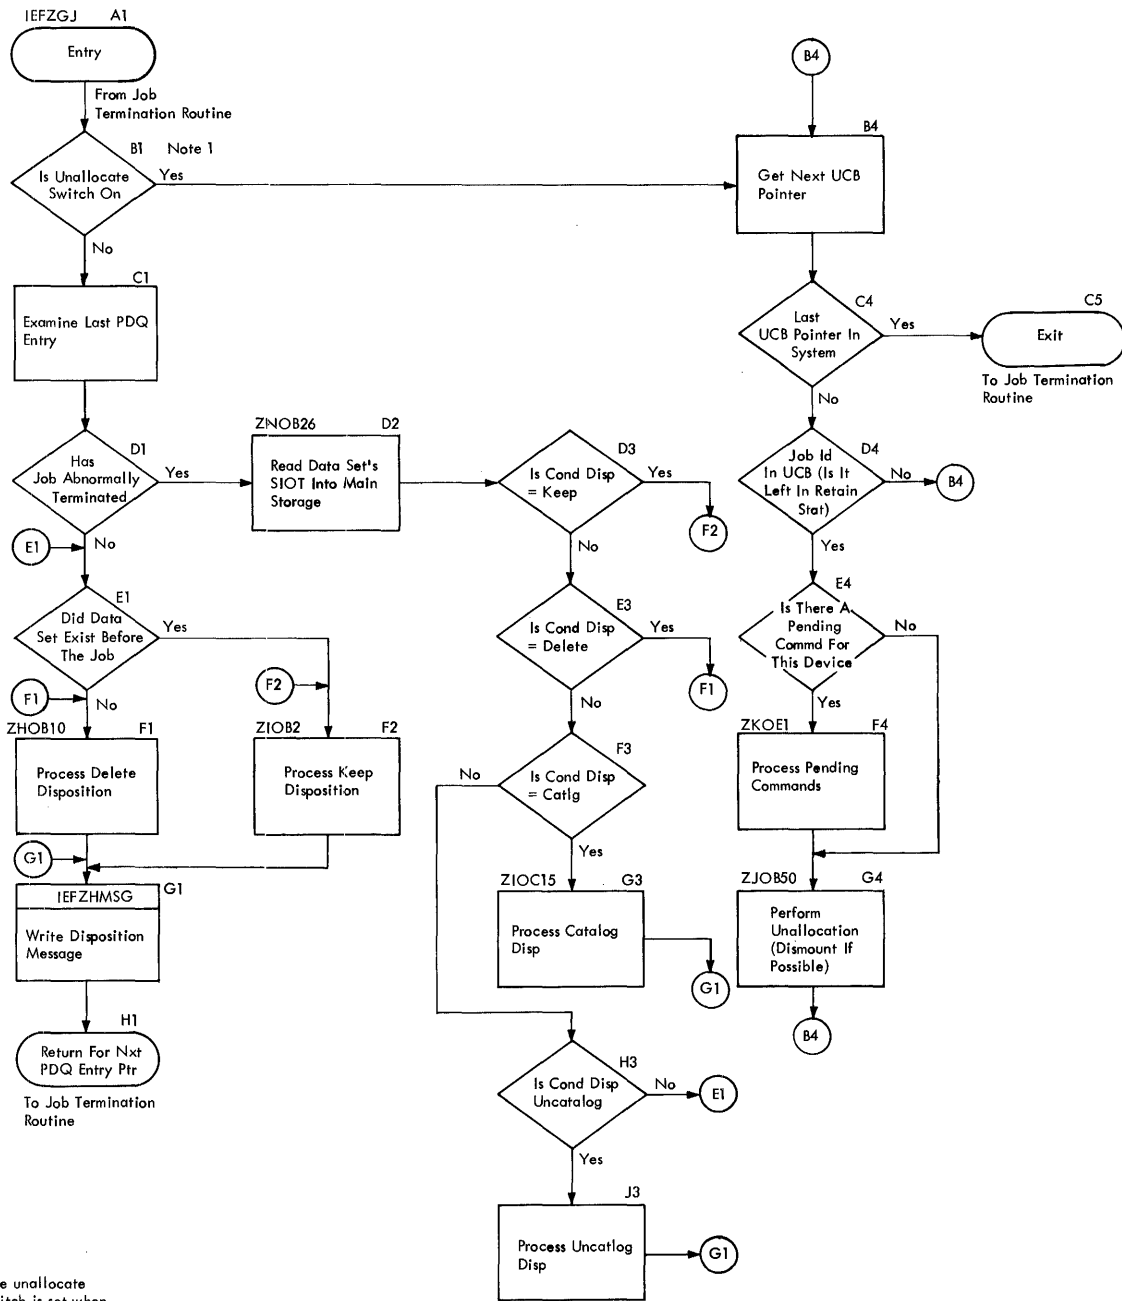 IEFZGJ A1
Entry
From Job
Termination Routine
B1 Note 1
Is Unallocate
Switch On
Yes
No
C1
Examine Last PDQ
Entry
D1
Has
Job Abnormally
Terminated
Yes
No
E1
E1
Did Data
Set Exist Before
The Job
Yes
No
F1
ZHOB10 F1
Process Delete
Disposition
F2
ZIOB2 F2
Process Keep
Disposition
G1
G1
IEFZHMSG
Write Disposition
Message
H1
Return For Nxt
PDQ Entry Ptr
To Job Termination
Routine
ZNOB26 D2
Read Data Set's
SIOT Into Main
Storage
D3
Is Cond Disp
= Keep
Yes
F2
No
E3
Is Cond Disp
= Delete
Yes
F1
No
F3
Is Cond Disp
= Catlg
No
Yes
ZIOC15 G3
Process Catalog
Disp
G1
H3
Is Cond Disp
Uncatalog
No
E1
Yes
J3
Process Uncatlog
Disp
G1
B4
B4
Get Next UCB
Pointer
C4
Last
UCB Pointer In
System
Yes
C5
Exit
To Job Termination
Routine
No
D4
Job Id
In UCB (Is It
Left In Retain
Stat)
No
B4
Yes
E4
Is There A
Pending
Commd For
This Device
No
Yes
ZKOE1 F4
Process Pending
Commands
ZJOB50 G4
Perform
Unallocation
(Dismount If
Possible)
B4
e unallocate